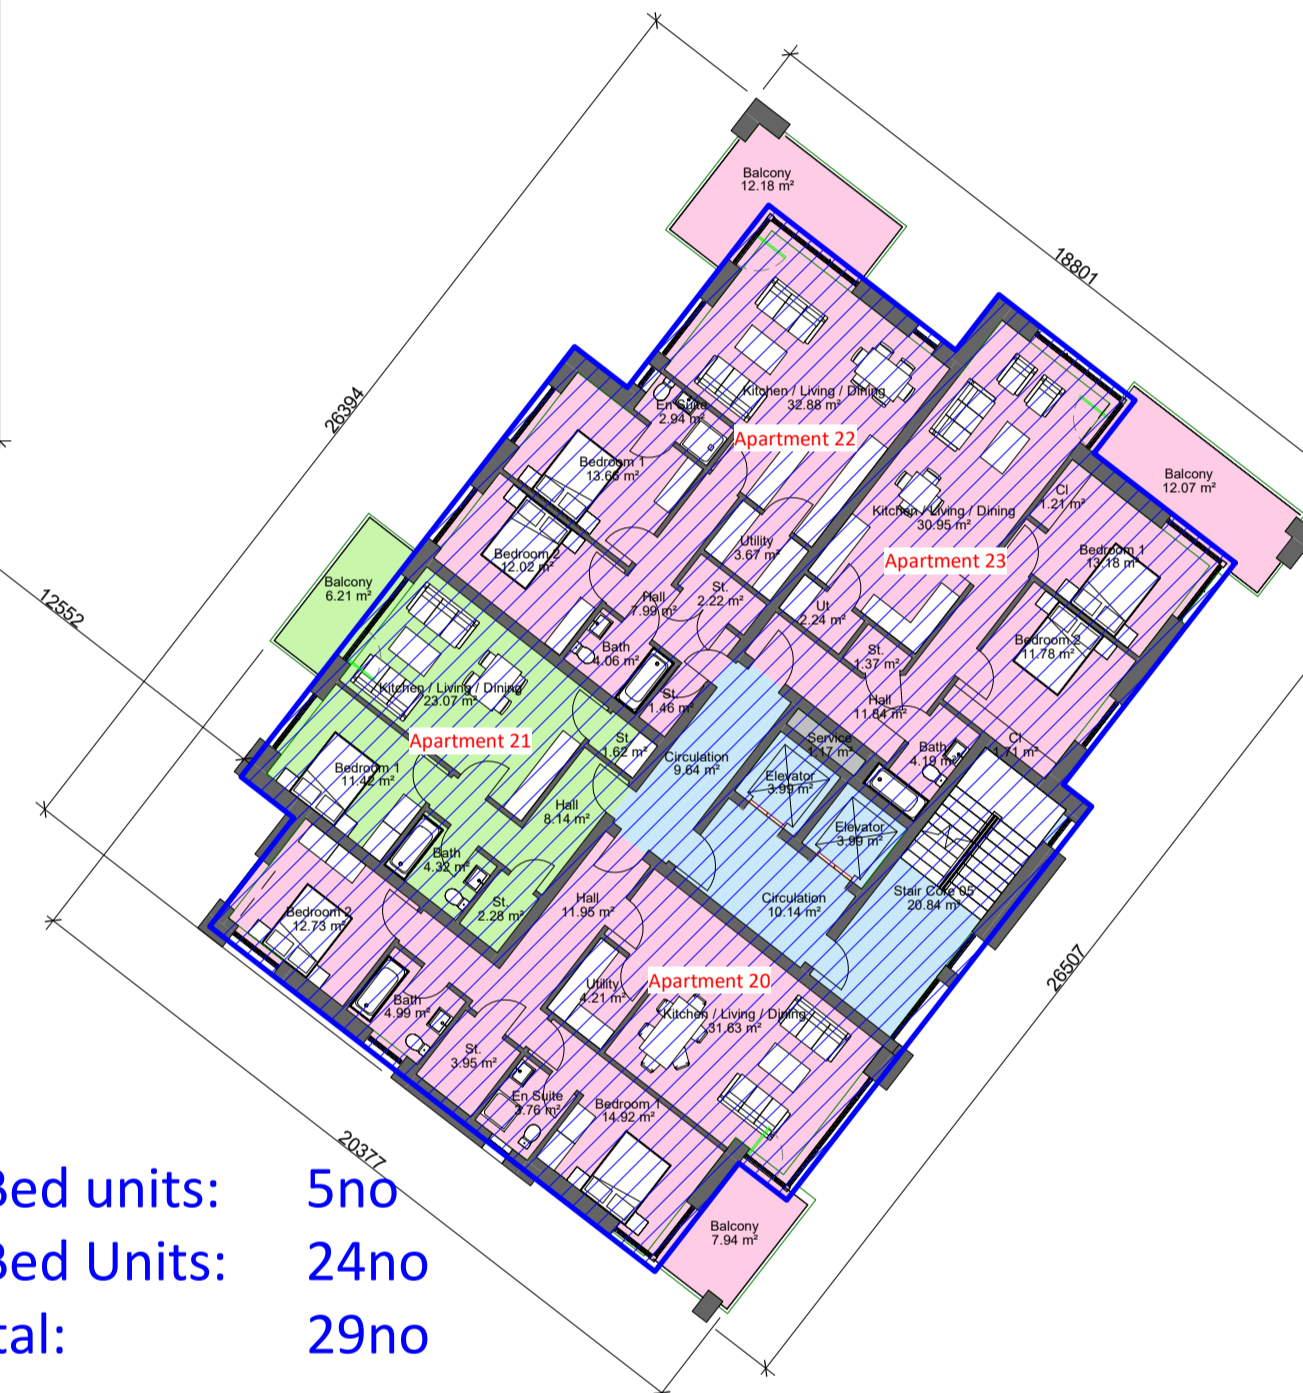 Balcony
12.18 m²
18801
26394
Kitchen / Living / Dining
32.88 m²
En Suite
2.94 m²
Apartment 22
Bedroom 1
13.66 m²
Balcony
12.07 m²
Cl
1.21 m²
Kitchen / Living / Dining
30.95 m²
Utility
3.67 m²
Bedroom 2
12.02 m²
Apartment 23
Bedroom 1
13.18 m²
Balcony
6.21 m²
12552
Hall
7.99 m²
St.
2.22 m²
Ut
2.24 m²
Bedroom 2
11.78 m²
Bath
4.06 m²
St.
1.37 m²
Kitchen / Living / Dining
23.07 m²
St.
1.46 m²
Hall
11.84 m²
Apartment 21
St
1.62 m²
Circulation
9.64 m²
Service
1.17 m²
Bath
4.19 m²
Cl
1.71 m²
Bedroom 1
11.42 m²
Elevator
3.99 m²
Hall
8.14 m²
Elevator
3.99 m²
Bath
4.32 m²
Stair Core 05
20.84 m²
St.
2.28 m²
Hall
11.95 m²
Circulation
10.14 m²
Bedroom 2
12.73 m²
26507
Apartment 20
Utility
4.21 m²
Bath
4.99 m²
Kitchen / Living / Dining
31.63 m²
St.
3.95 m²
En Suite
3.76 m²
Bedroom 1
14.92 m²
20377
Balcony
7.94 m²
Bed units: 5no
Bed Units: 24no
tal: 29no